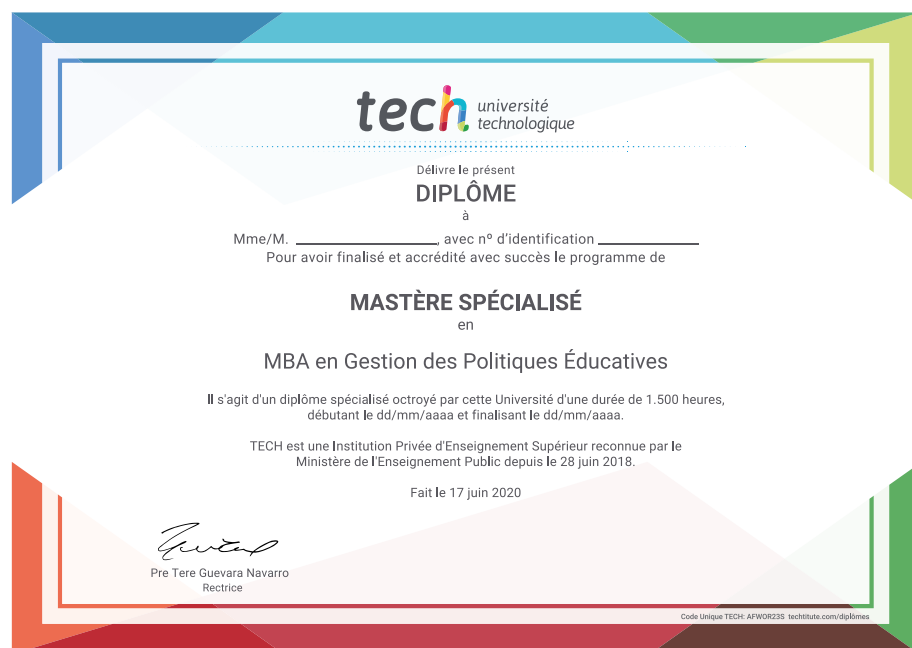 tech université
technologique
Délivre le présent
DIPLÔME
à
Mme/M. ____________________, avec nº d'identification ______________
Pour avoir finalisé et accrédité avec succès le programme de
MASTÈRE SPÉCIALISÉ
en
MBA en Gestion des Politiques Éducatives
Il s'agit d'un diplôme spécialisé octroyé par cette Université d'une durée de 1.500 heures,
débutant le dd/mm/aaaa et finalisant le dd/mm/aaaa.
TECH est une Institution Privée d'Enseignement Supérieur reconnue par le
Ministère de l'Enseignement Public depuis le 28 juin 2018.
Fait le 17 juin 2020
Pre Tere Guevara Navarro
Rectrice
Code Unique TECH: AFWOR23S techtitute.com/diplômes